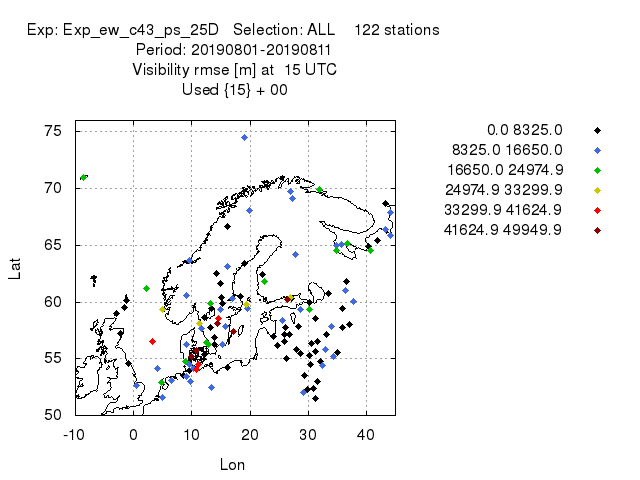 Exp: Exp_ew_c43_ps_25D Selection: ALL 122 stations
Period: 20190801-20190811
Visibility rmse [m] at 15 UTC
Used {15} + 00
0.0 8325.0
8325.0 16650.0
16650.0 24974.9
24974.9 33299.9
33299.9 41624.9
41624.9 49949.9
75
70
65
60
55
50
Lat
-10 0 10 20 30 40
Lon